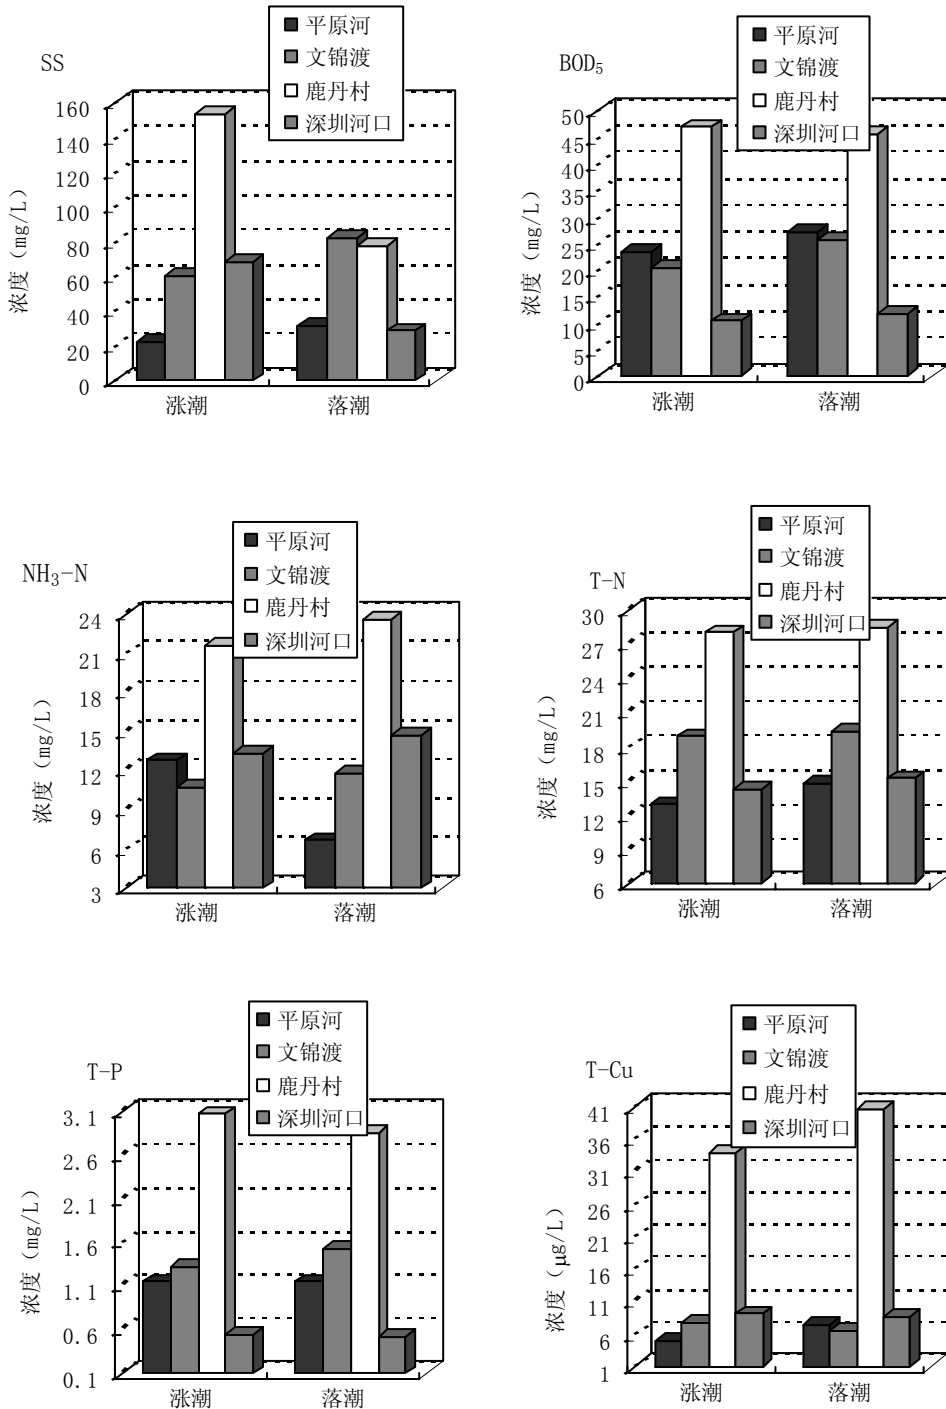 SS
平原河
文锦渡
鹿丹村
深圳河口
浓度（mg/L）
160
140
120
100
80
60
40
20
0
涨潮
落潮
BOD₅
平原河
文锦渡
鹿丹村
深圳河口
浓度（mg/L）
50
45
40
35
30
25
20
15
10
5
0
涨潮
落潮
NH₃-N
平原河
文锦渡
鹿丹村
深圳河口
浓度（mg/L）
24
21
18
15
12
9
6
3
涨潮
落潮
T-N
平原河
文锦渡
鹿丹村
深圳河口
浓度（mg/L）
30
27
24
21
18
15
12
9
6
涨潮
落潮
T-P
平原河
文锦渡
鹿丹村
深圳河口
浓度（mg/L）
3.1
2.6
2.1
1.6
1.1
0.6
0.1
涨潮
落潮
T-Cu
平原河
文锦渡
鹿丹村
深圳河口
浓度（μg/L）
41
36
31
26
21
16
11
6
1
涨潮
落潮